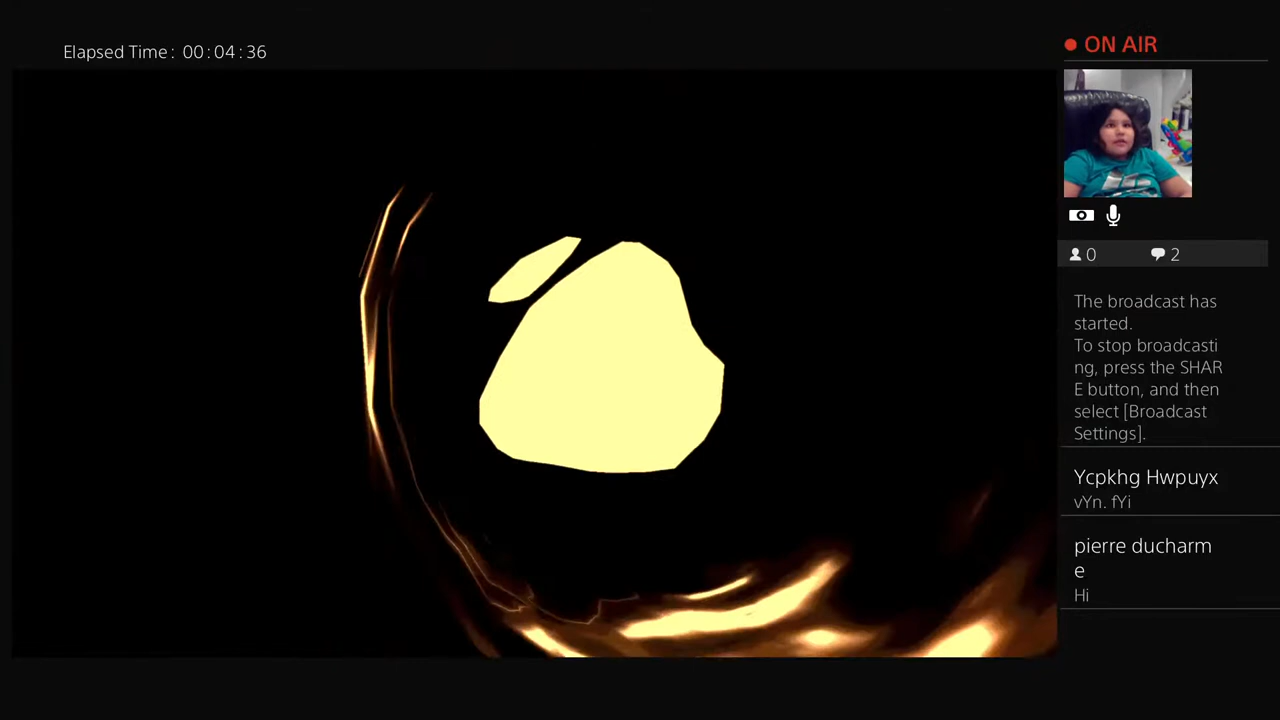 Elapsed Time: 00:04:36
ON AIR
0 2
The broadcast has
started.
To stop broadcasti
ng, press the SHAR
E button, and then
select [Broadcast
Settings].
Ycpkhg Hwpuyx
vYn. fYi
pierre ducharm
e
Hi